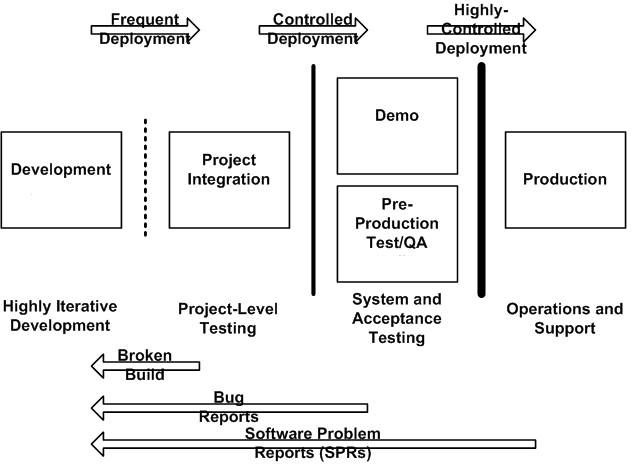 Frequent
Deployment
Controlled
Deployment
Highly-
Controlled
Deployment
Development
Project
Integration
Demo
Pre-
Production
Test/QA
Production
Highly Iterative
Development
Project-Level
Testing
System and
Acceptance
Testing
Operations and
Support
Broken
Build
Bug
Reports
Software Problem
Reports (SPRs)